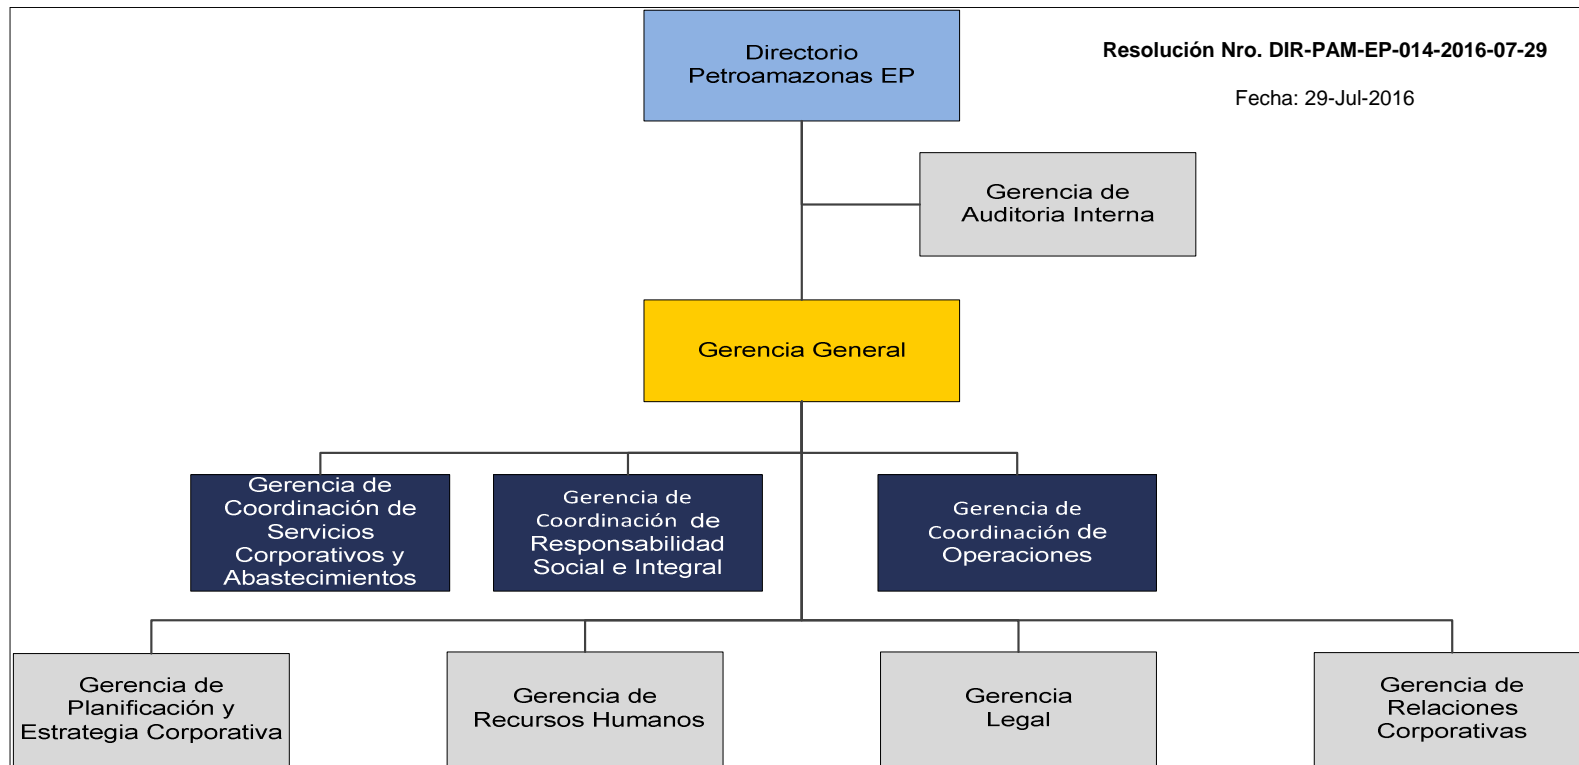 Directorio
Petroamazonas EP
Resolución Nro. DIR-PAM-EP-014-2016-07-29
Fecha: 29-Jul-2016
Gerencia de
Auditoria Interna
Gerencia General
Gerencia de
Coordinación de
Servicios
Corporativos y
Abastecimientos
Gerencia de
Coordinación de
Responsabilidad
Social e Integral
Gerencia de
Coordinación de
Operaciones
Gerencia de
Planificación y
Estrategia Corporativa
Gerencia de
Recursos Humanos
Gerencia
Legal
Gerencia de
Relaciones
Corporativas